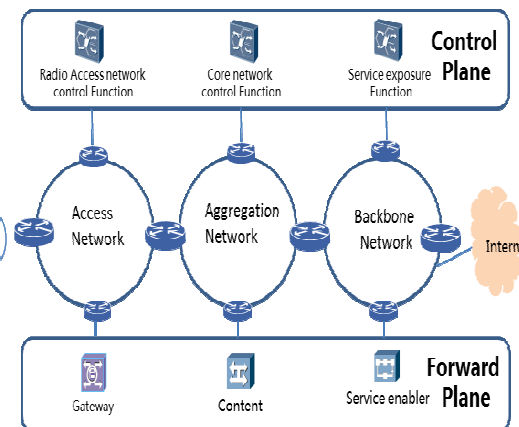 Control
Plane
Radio Access network
control Function
Core network
control Function
Service exposure
Function
Access
Network
Aggregation
Network
Backbone
Network
Intern
Forward
Plane
Gateway
Content
Service enabler